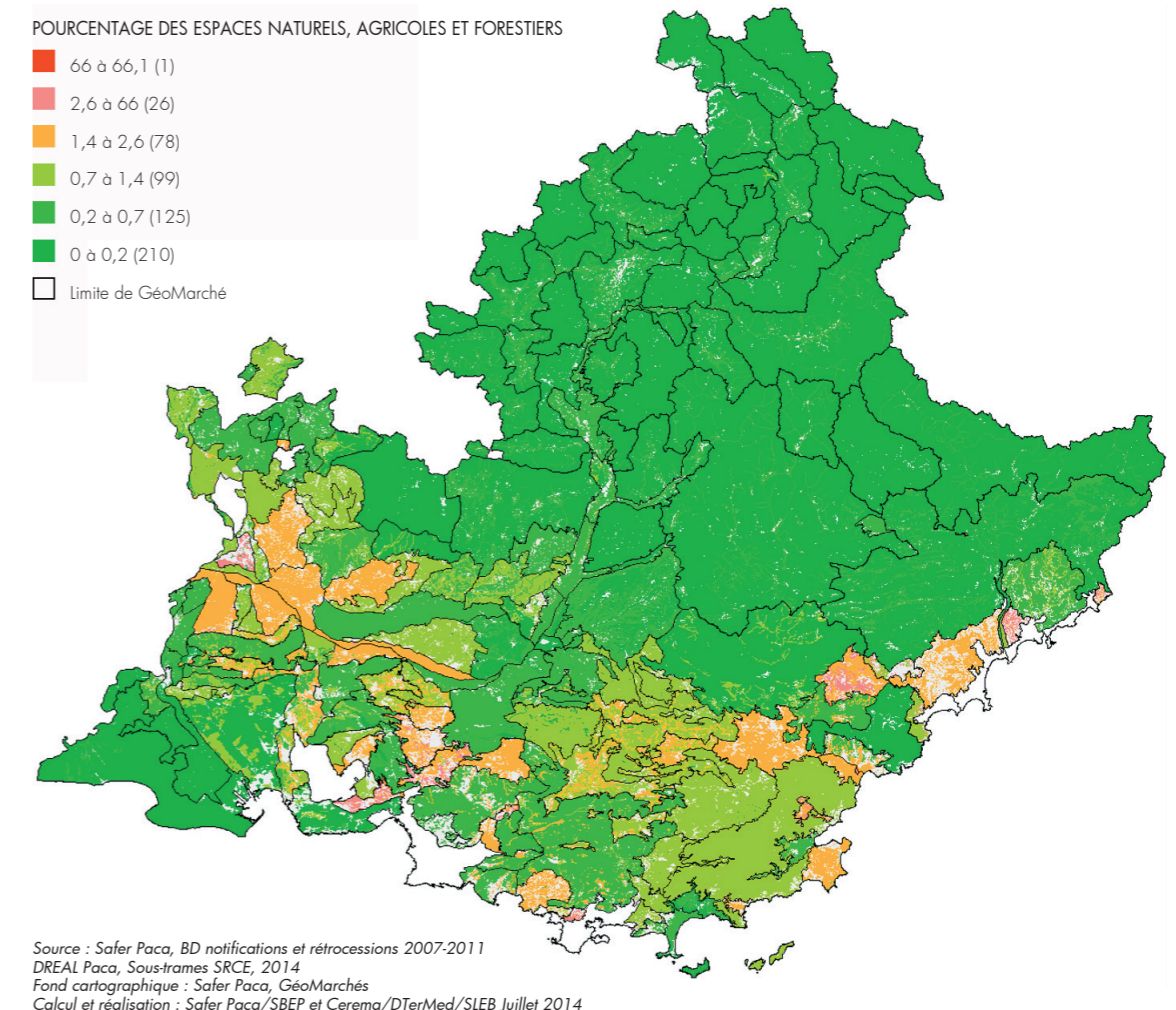 POURCENTAGE DES ESPACES NATURELS, AGRICOLES ET FORESTIERS
66 à 66,1 (1)
2,6 à 66 (26)
1,4 à 2,6 (78)
0,7 à 1,4 (99)
0,2 à 0,7 (125)
0 à 0,2 (210)
Limite de GéoMarché
Source : Safer Paca, BD notifications et rétrocessions 2007-2011
DREAL Paca, Sous-trames SRCE, 2014
Fond cartographique : Safer Paca, GéoMarchés
Calcul et réalisation : Safer Paca/SBEP et Cerema/DTerMed/SLEB Juillet 2014